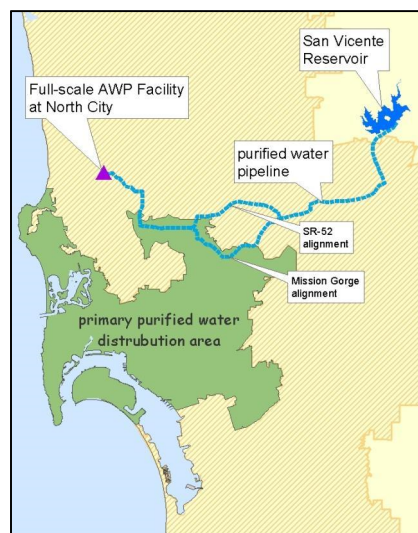 San Vicente
Reservoir
Full-scale AWP Facility
at North City
purified water
pipeline
SR-52
alignment
Mission Gorge
alignment
primary purified water
distrubution area